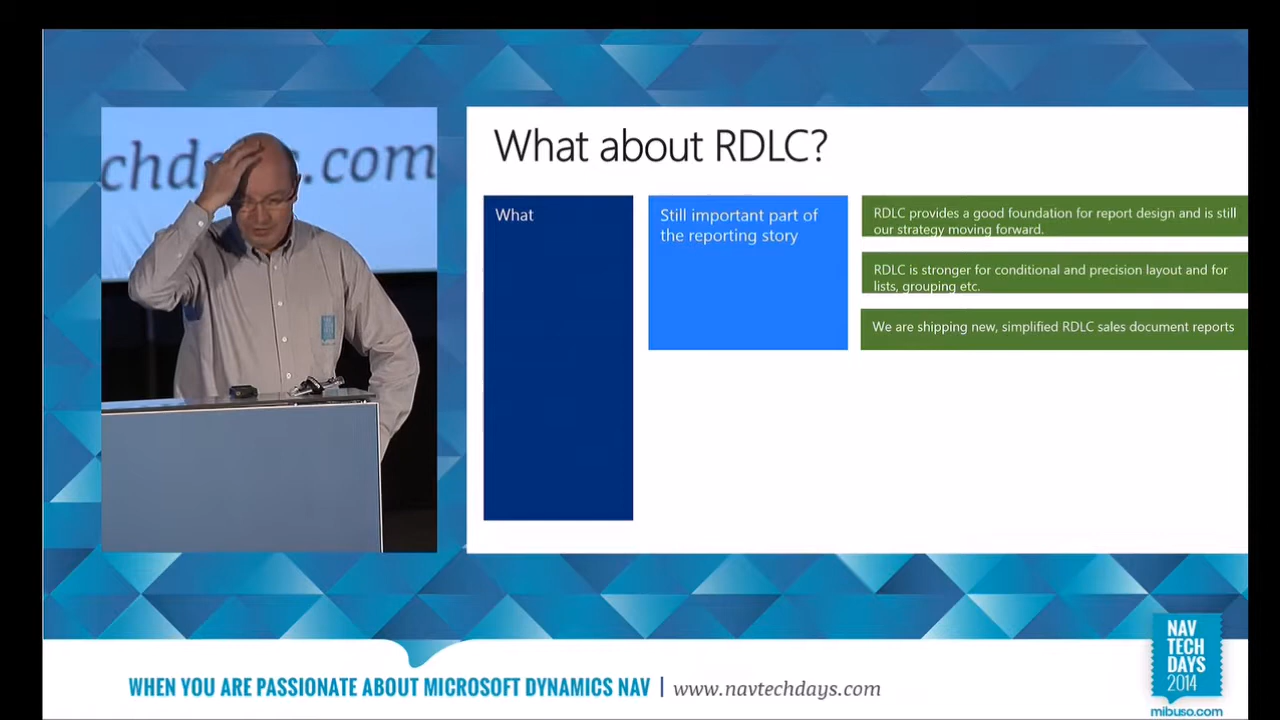 chdays.com
What about RDLC?
What
Still important part of
the reporting story
RDLC provides a good foundation for report design and is still
our strategy moving forward.
RDLC is stronger for conditional and precision layout and for
lists, grouping etc.
We are shipping new, simplified RDLC sales document reports
WHEN YOU ARE PASSIONATE ABOUT MICROSOFT DYNAMICS NAV | www.navtechdays.com
NAV
TECH
DAYS
2014
mibuso.com